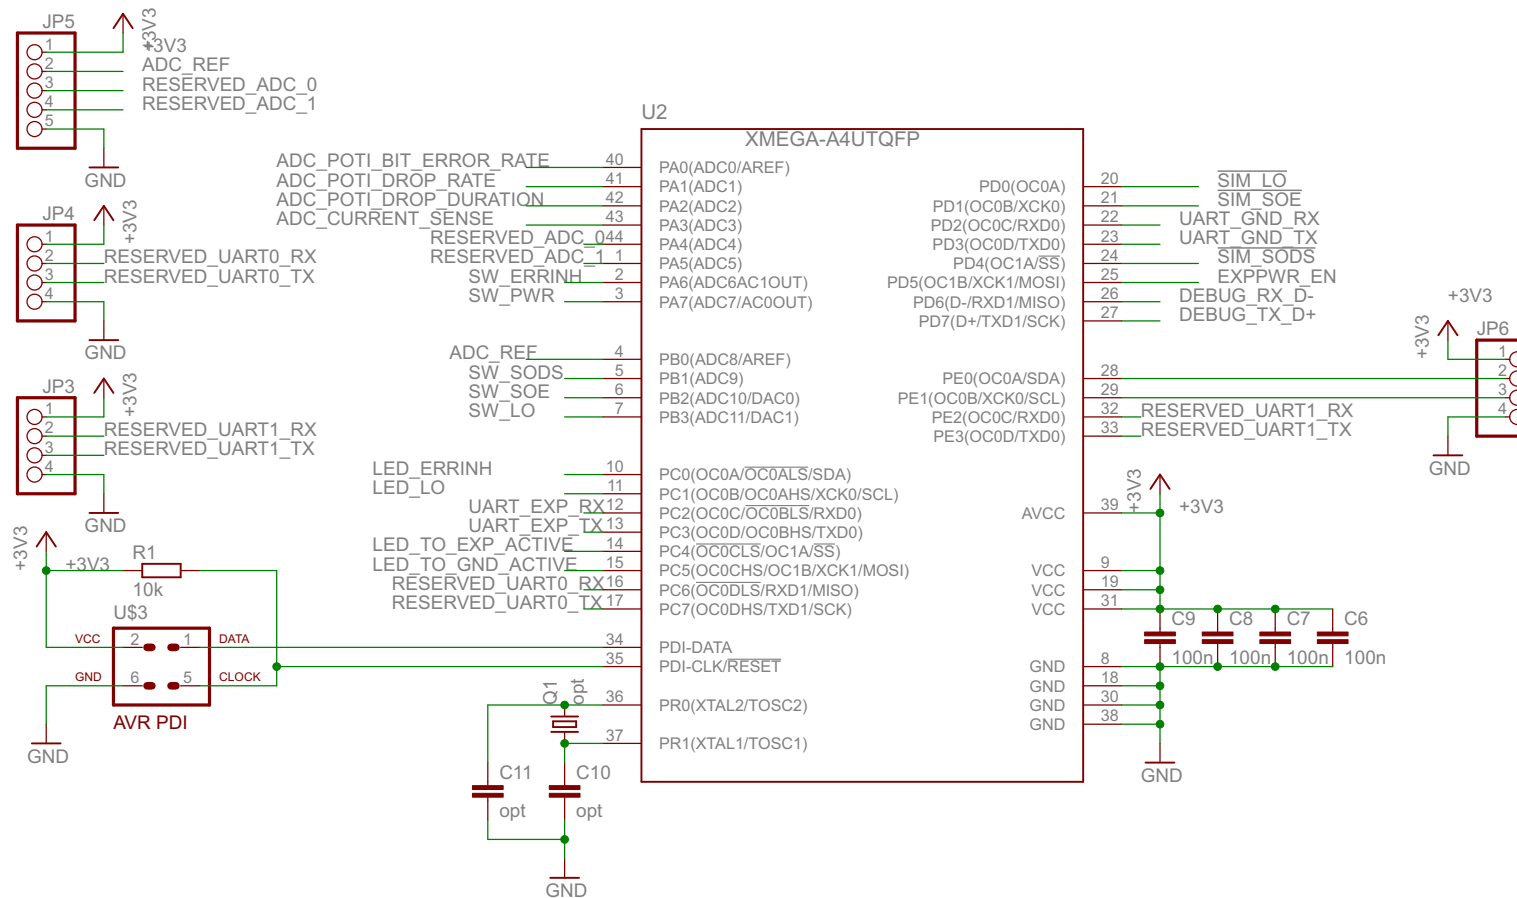 JP5
+3V3
+3V3
1
2
3
4
5
ADC_REF
RESERVED_ADC_0
RESERVED_ADC_1
GND
JP4
+3V3
1
2
3
4
RESERVED_UART0_RX
RESERVED_UART0_TX
GND
JP3
+3V3
1
2
3
4
RESERVED_UART1_RX
RESERVED_UART1_TX
GND
+3V3
+3V3
R1
10k
U$3
VCC 2 1 DATA
GND 6 5 CLOCK
AVR PDI
GND
U2
XMEGA-A4UTQFP
ADC_POTI_BIT_ERROR_RATE 40 PA0(ADC0/AREF)
ADC_POTI_DROP_RATE 41 PA1(ADC1)
ADC_POTI_DROP_DURATION 42 PA2(ADC2)
ADC_CURRENT_SENSE 43 PA3(ADC3)
RESERVED_ADC_0 44 PA4(ADC4)
RESERVED_ADC_1 1 PA5(ADC5)
SW_ERRINH 2 PA6(ADC6AC1OUT)
SW_PWR 3 PA7(ADC7/AC0OUT)
ADC_REF 4 PB0(ADC8/AREF)
SW_SODS 5 PB1(ADC9)
SW_SOE 6 PB2(ADC10/DAC0)
SW_LO 7 PB3(ADC11/DAC1)
LED_ERRINH 10 PC0(OC0A/OC0ALS/SDA)
LED_LO 11 PC1(OC0B/OC0AHS/XCK0/SCL)
UART_EXP_RX 12 PC2(OC0C/OC0BLS/RXD0)
UART_EXP_TX 13 PC3(OC0D/OC0BHS/TXD0)
LED_TO_EXP_ACTIVE 14 PC4(OC0CLS/OC1A/SS)
LED_TO_GND_ACTIVE 15 PC5(OC0CHS/OC1B/XCK1/MOSI)
RESERVED_UART0_RX 16 PC6(OC0DLS/RXD1/MISO)
RESERVED_UART0_TX 17 PC7(OC0DHS/TXD1/SCK)
34 PDI-DATA
35 PDI-CLK/RESET
36 PR0(XTAL2/TOSC2)
37 PR1(XTAL1/TOSC1)
Q1
opt
C11
opt
C10
opt
GND
PD0(OC0A) 20 SIM_LO
PD1(OC0B/XCK0) 21 SIM_SOE
PD2(OC0C/RXD0) 22 UART_GND_RX
PD3(OC0D/TXD0) 23 UART_GND_TX
PD4(OC1A/SS) 24 SIM_SODS
PD5(OC1B/XCK1/MOSI) 25 EXPPWR_EN
PD6(D-/RXD1/MISO) 26 DEBUG_RX_D-
PD7(D+/TXD1/SCK) 27 DEBUG_TX_D+
PE0(OC0A/SDA) 28
PE1(OC0B/XCK0/SCL) 29
PE2(OC0C/RXD0) 32 RESERVED_UART1_RX
PE3(OC0D/TXD0) 33 RESERVED_UART1_TX
AVCC 39
+3V3
+3V3
VCC 9
VCC 19
VCC 31
GND 8
GND 18
GND 30
GND 38
C9
100n
C8
100n
C7
100n
C6
100n
GND
+3V3
+3V3
JP6
1
2
3
4
GND